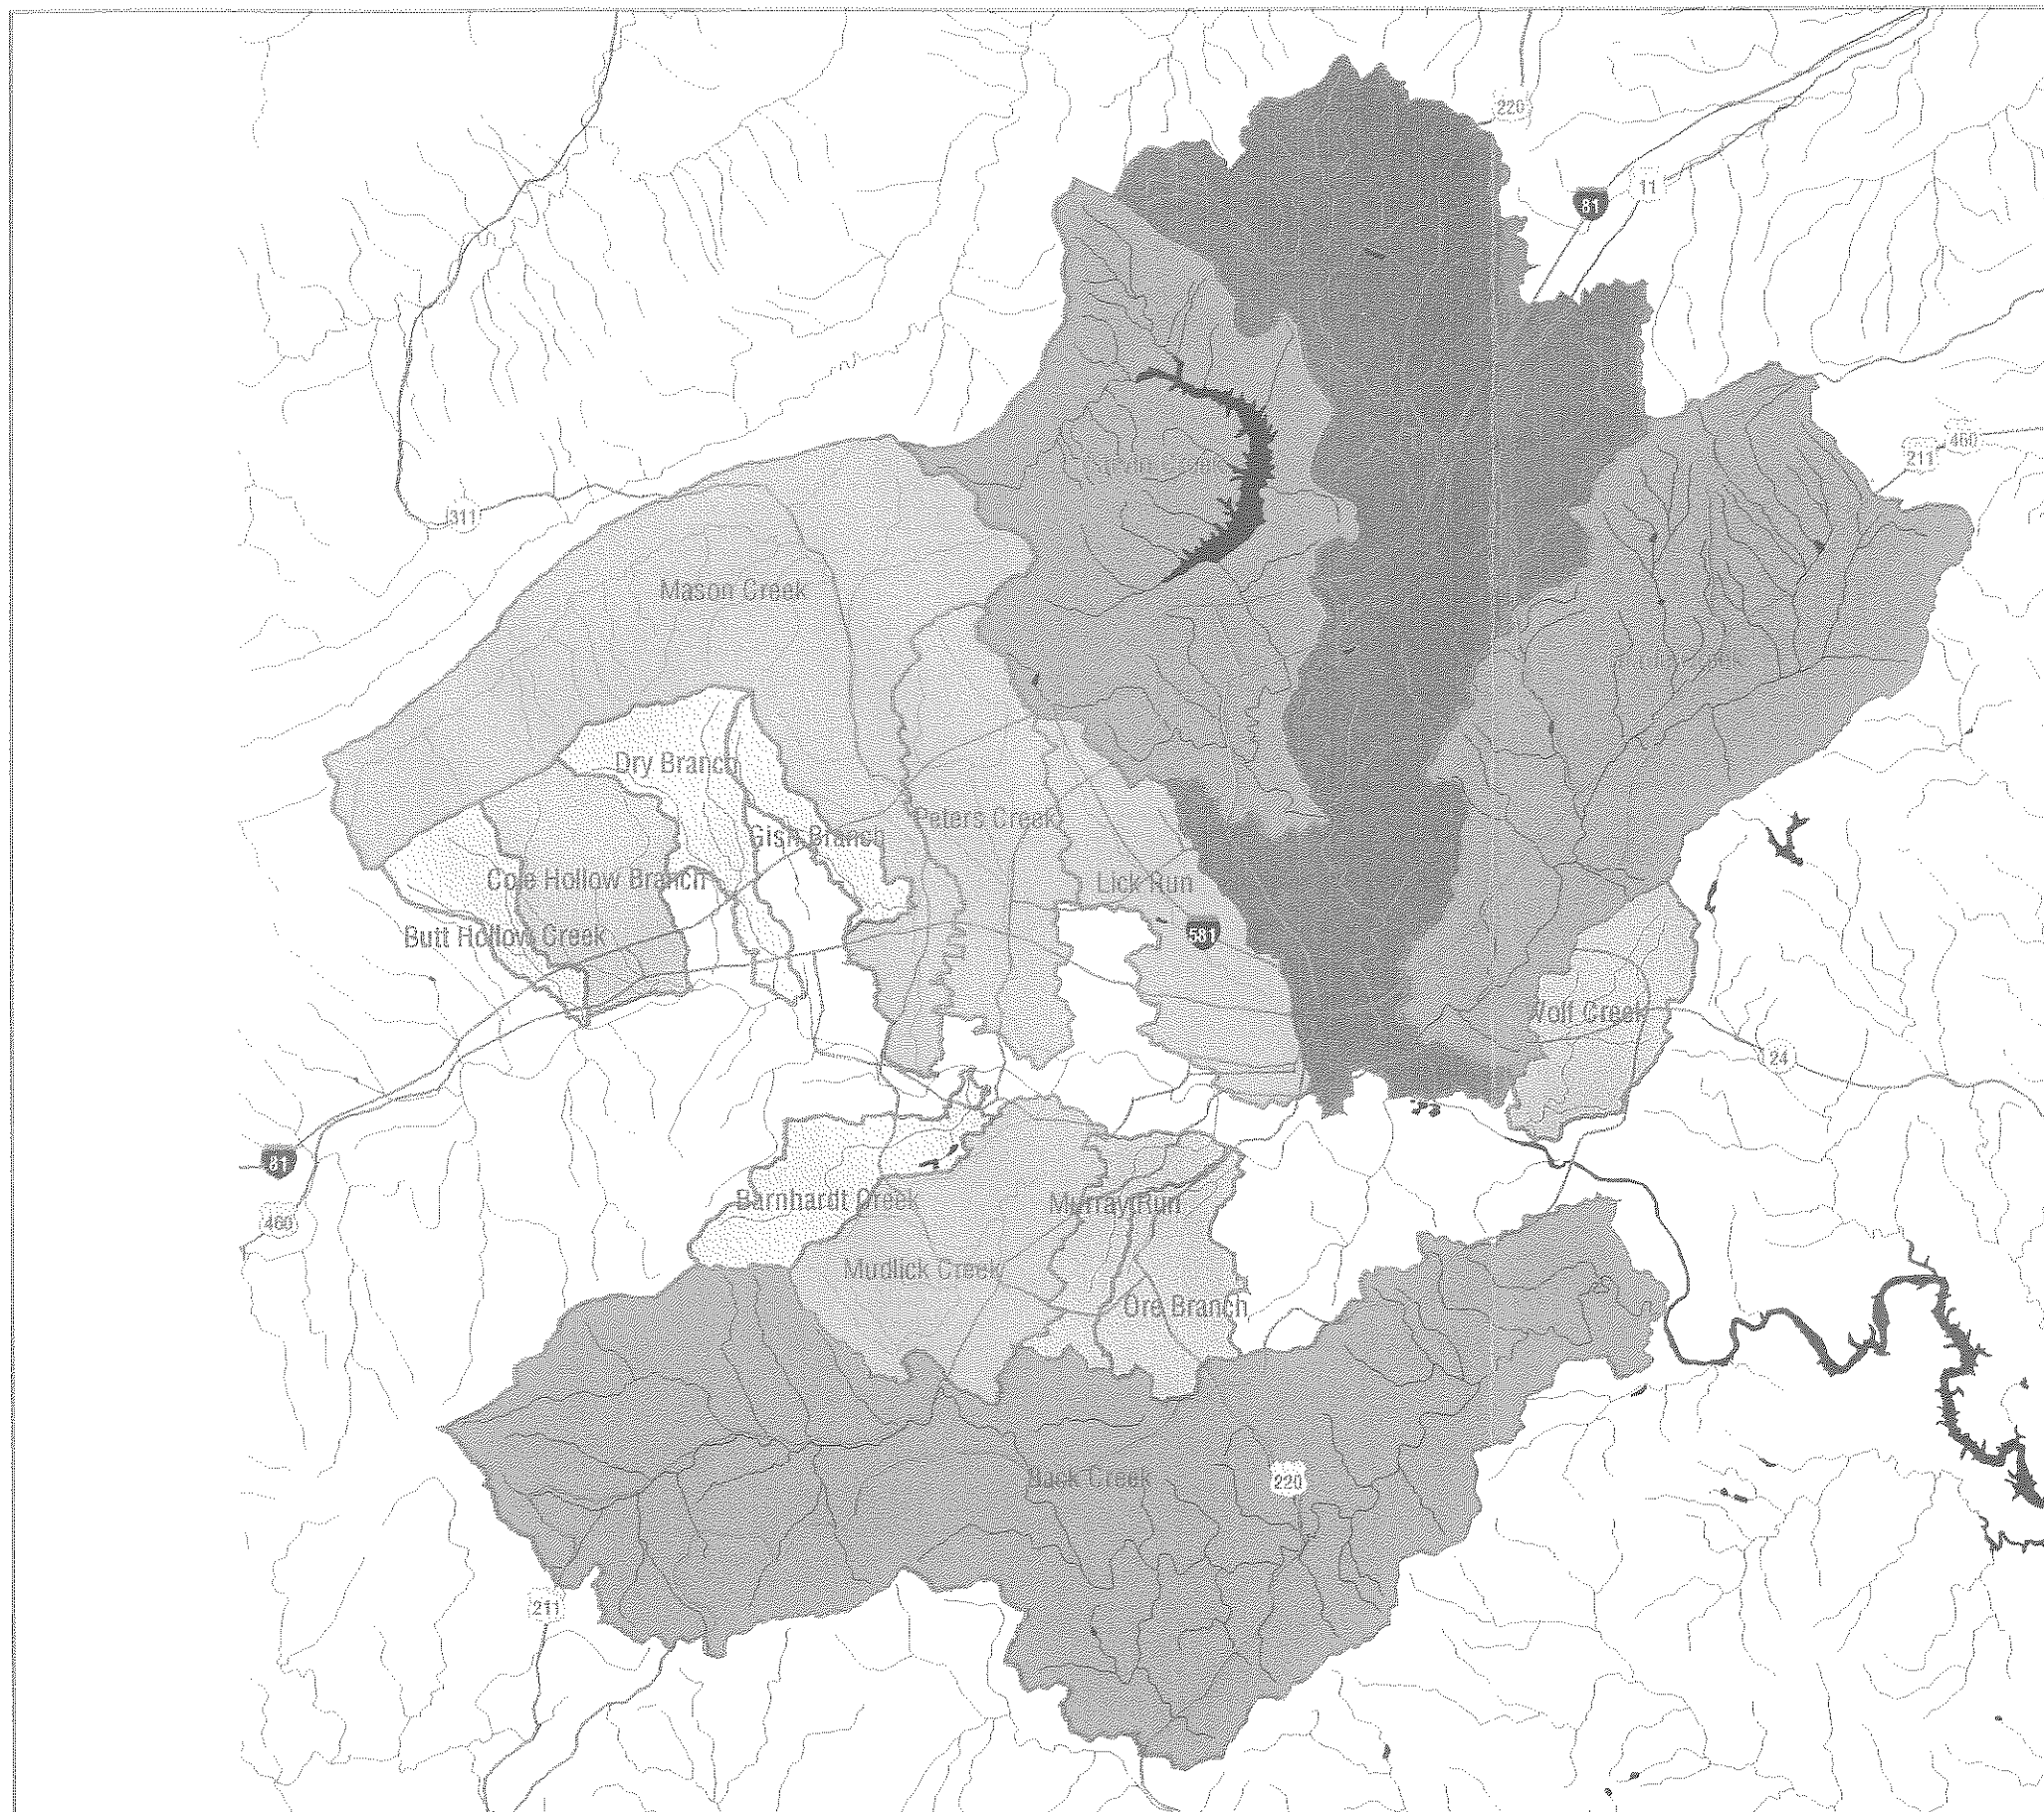 220
11
81
460
211
311
Mason Creek
Dry Branch
Peters Creek
Gish Branch
Cole Hollow Branch
Lick Run
581
Butt Hollow Creek
Wolf Creek
24
81
Barnhardt Creek
Murray Run
460
Mudlick Creek
Ore Branch
Back Creek
220
211